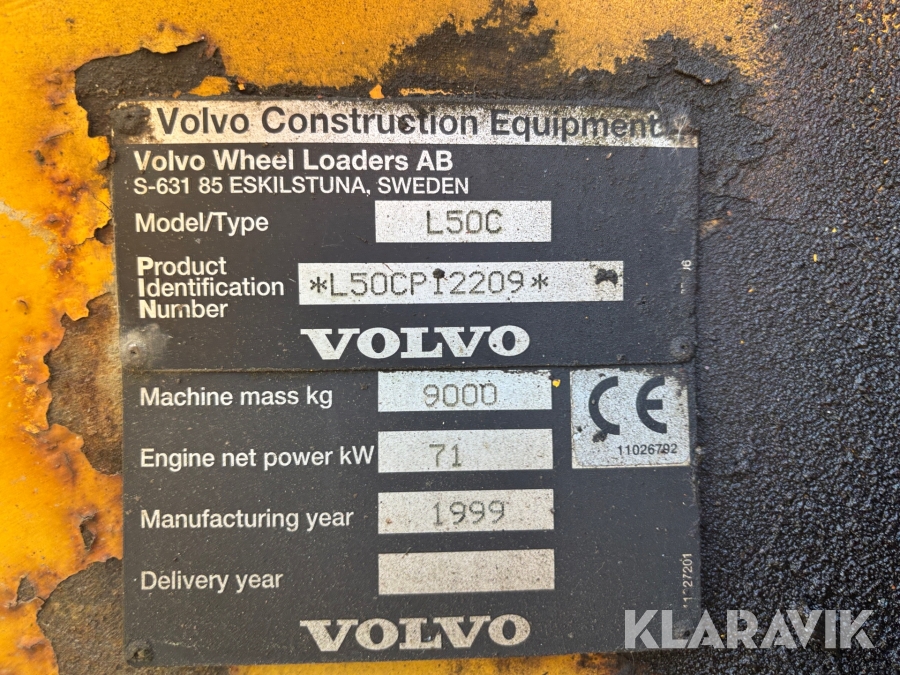 Volvo Construction Equipment
Volvo Wheel Loaders AB
S-631 85 ESKILSTUNA, SWEDEN
Model/Type L50C
Product
Identification *L50CP12209*
Number
VOLVO
Machine mass kg 9000
CE
11026792
Engine net power kW 71
Manufacturing year 1999
Delivery year
VOLVO
KLARAVIK